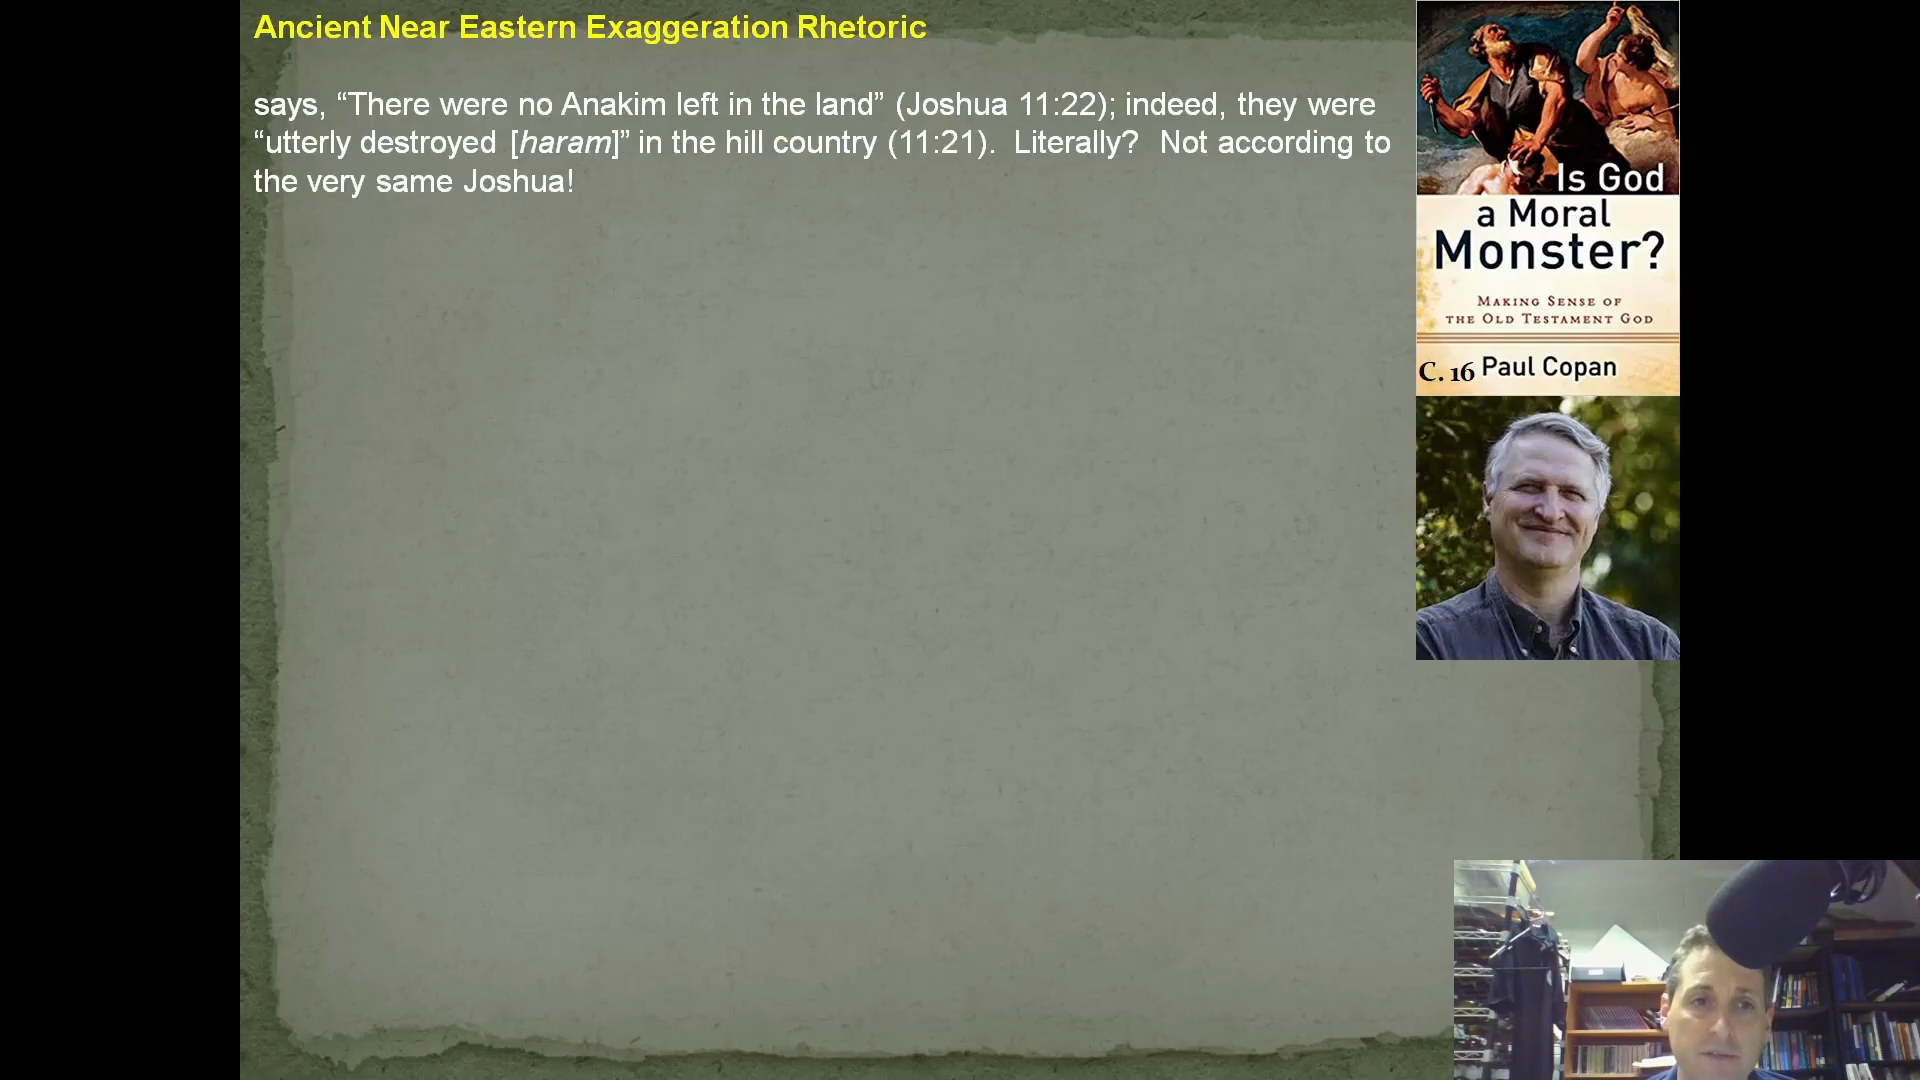 Ancient Near Eastern Exaggeration Rhetoric
says, “There were no Anakim left in the land” (Joshua 11:22); indeed, they were
“utterly destroyed [haram]” in the hill country (11:21).  Literally?  Not according to
the very same Joshua!
Is God
a Moral
Monster?
Making Sense of
the Old Testament God
C. 16 Paul Copan